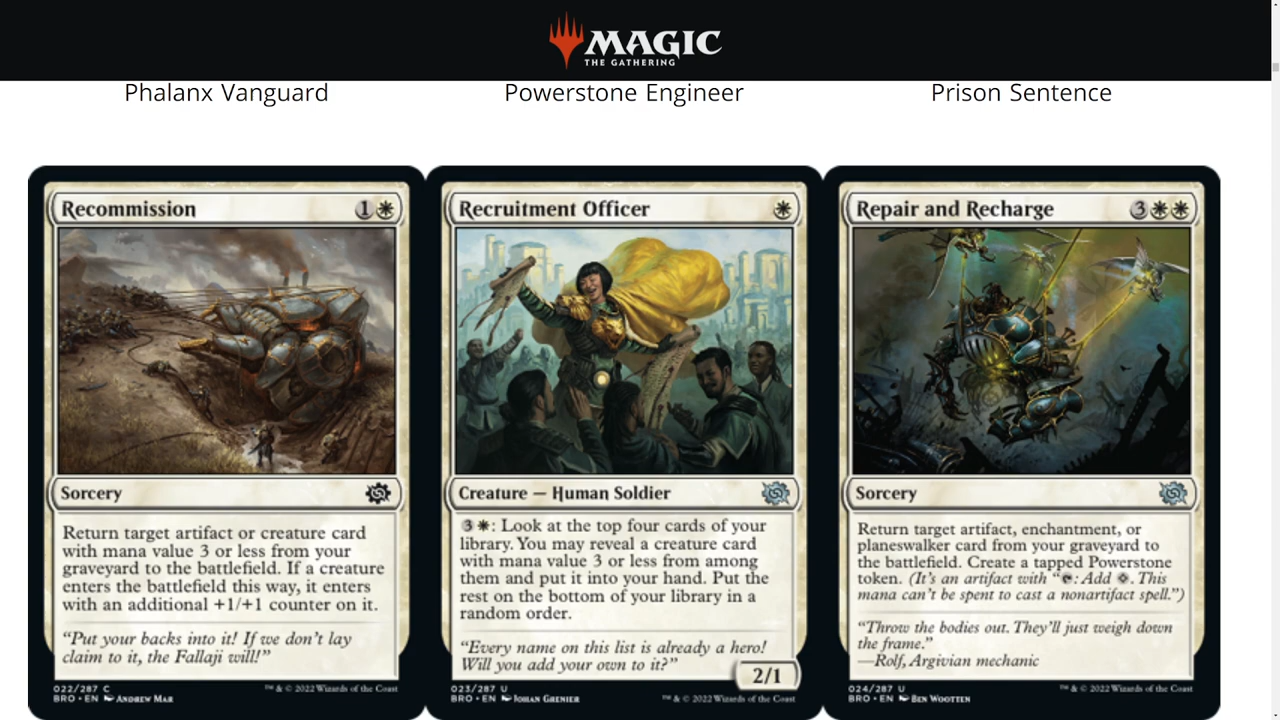 MAGIC
THE GATHERING
Phalanx Vanguard
Powerstone Engineer
Prison Sentence
Recommission 1
Sorcery
Return target artifact or creature card
with mana value 3 or less from your
graveyard to the battlefield. If a creature
enters the battlefield this way, it enters
with an additional +1/+1 counter on it.
“Put your backs into it! If we don’t lay
claim to it, the Fallaji will!”
022/287 C
BRO • EN Andrew Mar
™ & © 2022 Wizards of the Coast
Recruitment Officer
Creature — Human Soldier
3 : Look at the top four cards of your
library. You may reveal a creature card
with mana value 3 or less from among
them and put it into your hand. Put the
rest on the bottom of your library in a
random order.
“Every name on this list is already a hero!
Will you add your own to it?”
2/1
023/287 U
BRO • EN Johan Grenier
™ & © 2022 Wizards of the Coast
Repair and Recharge 3
Sorcery
Return target artifact, enchantment, or
planeswalker card from your graveyard to
the battlefield. Create a tapped Powerstone
token. (It’s an artifact with “: Add . This
mana can’t be spent to cast a nonartifact spell.”)
“Throw the bodies out. They’ll just weigh down
the frame.”
—Rolf, Argivian mechanic
024/287 U
BRO • EN Ben Wootten
™ & © 2022 Wizards of the Coast